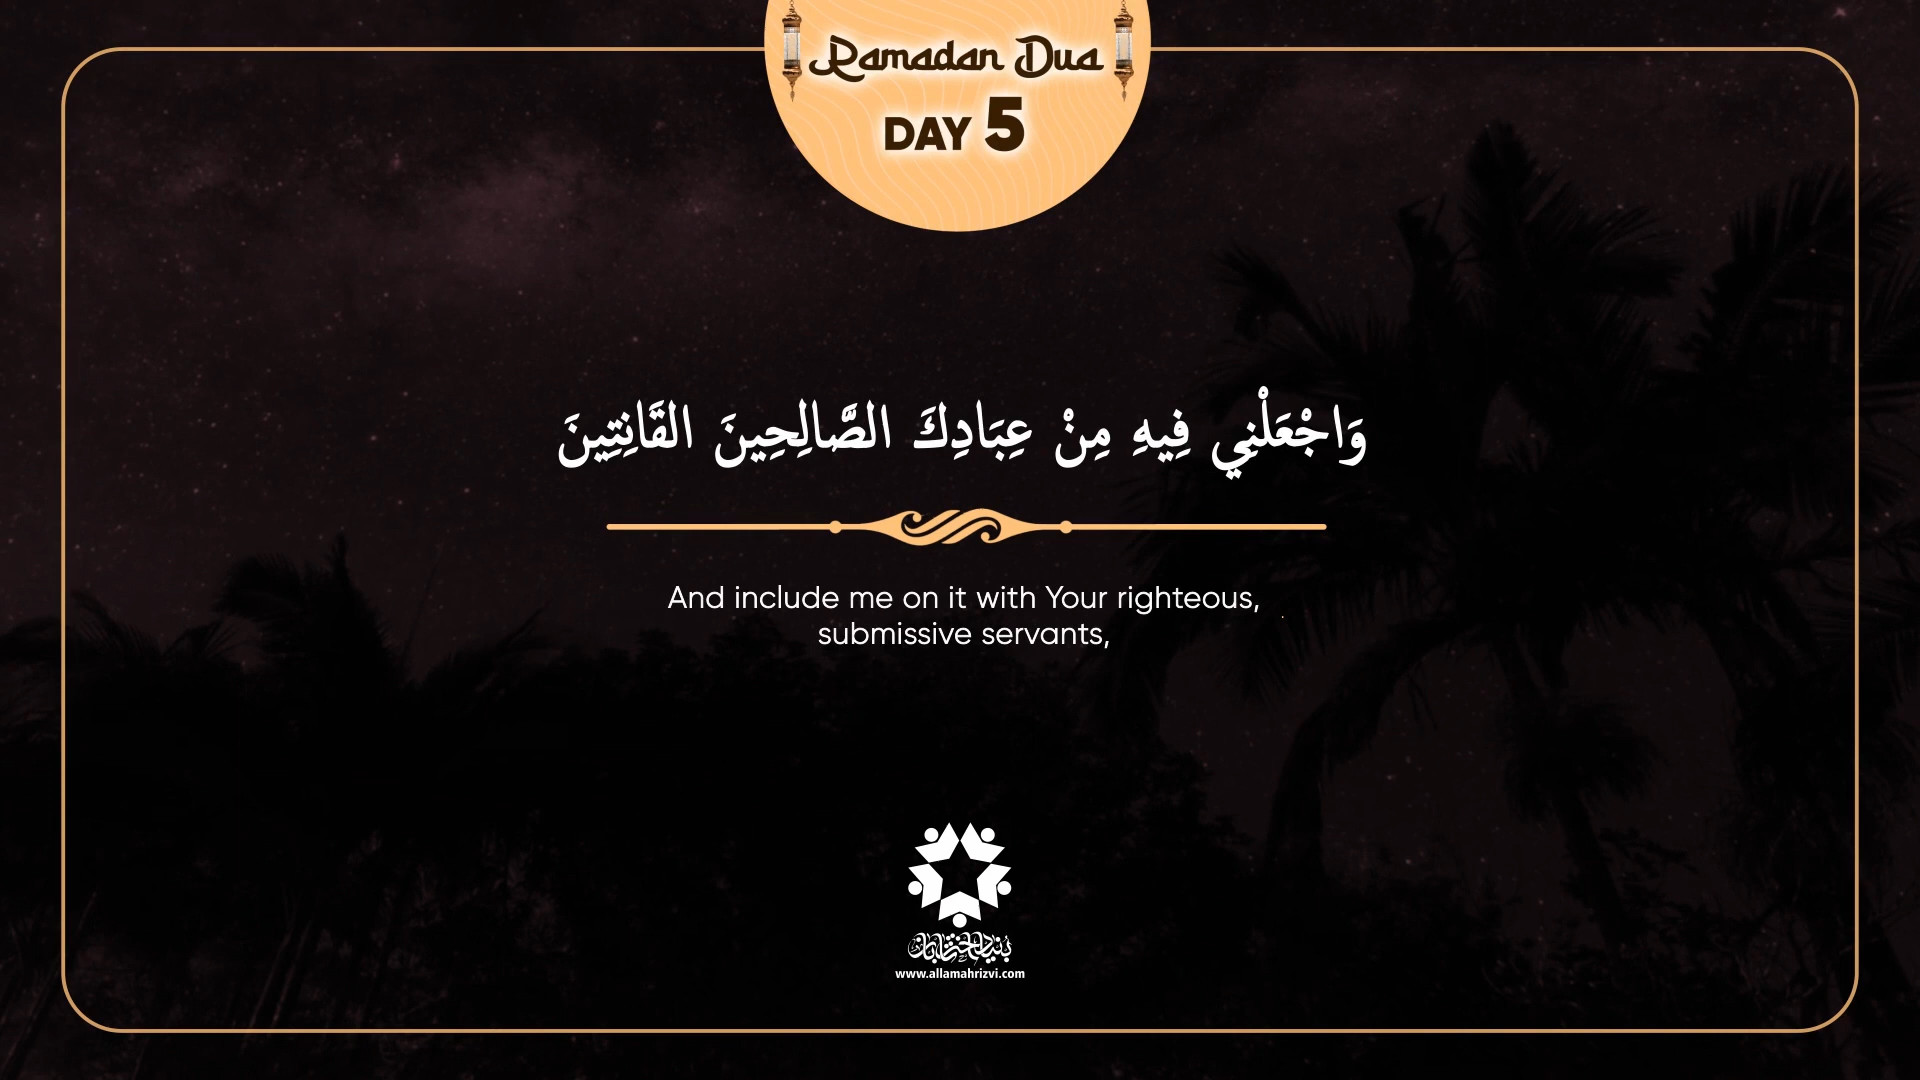 Ramadan Dua
DAY 5
وَاجْعَلْنِي فِيهِ مِنْ عِبَادِكَ الصَّالِحِينَ القَانِتِينَ
And include me on it with Your righteous,
submissive servants,
www.allamahrizvi.com